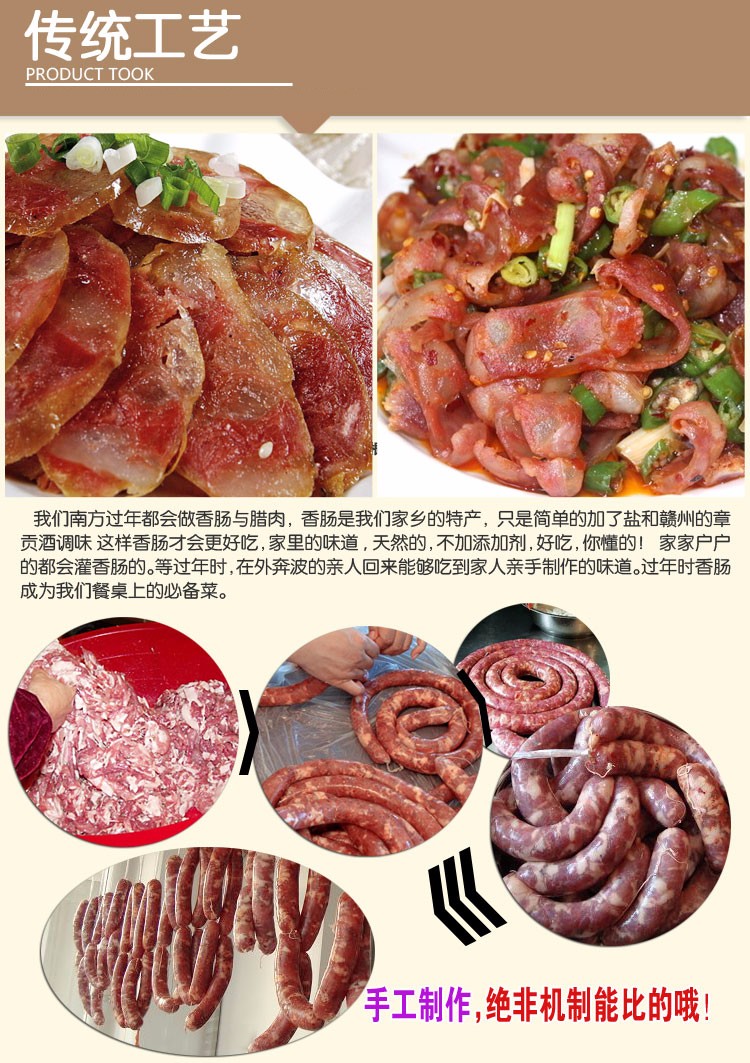 传统工艺
PRODUCT TOOK
我们南方过年都会做香肠与腊肉，香肠是我们家乡的特产，只是简单的加了盐和赣州的章
贡酒调味 这样香肠才会更好吃，家里的味道，天然的，不加添加剂，好吃，你懂的！ 家家户户
的都会灌香肠的。等过年时，在外奔波的亲人回来能够吃到家人亲手制作的味道。过年时香肠
成为我们餐桌上的必备菜。
手工制作，绝非机制能比的哦！